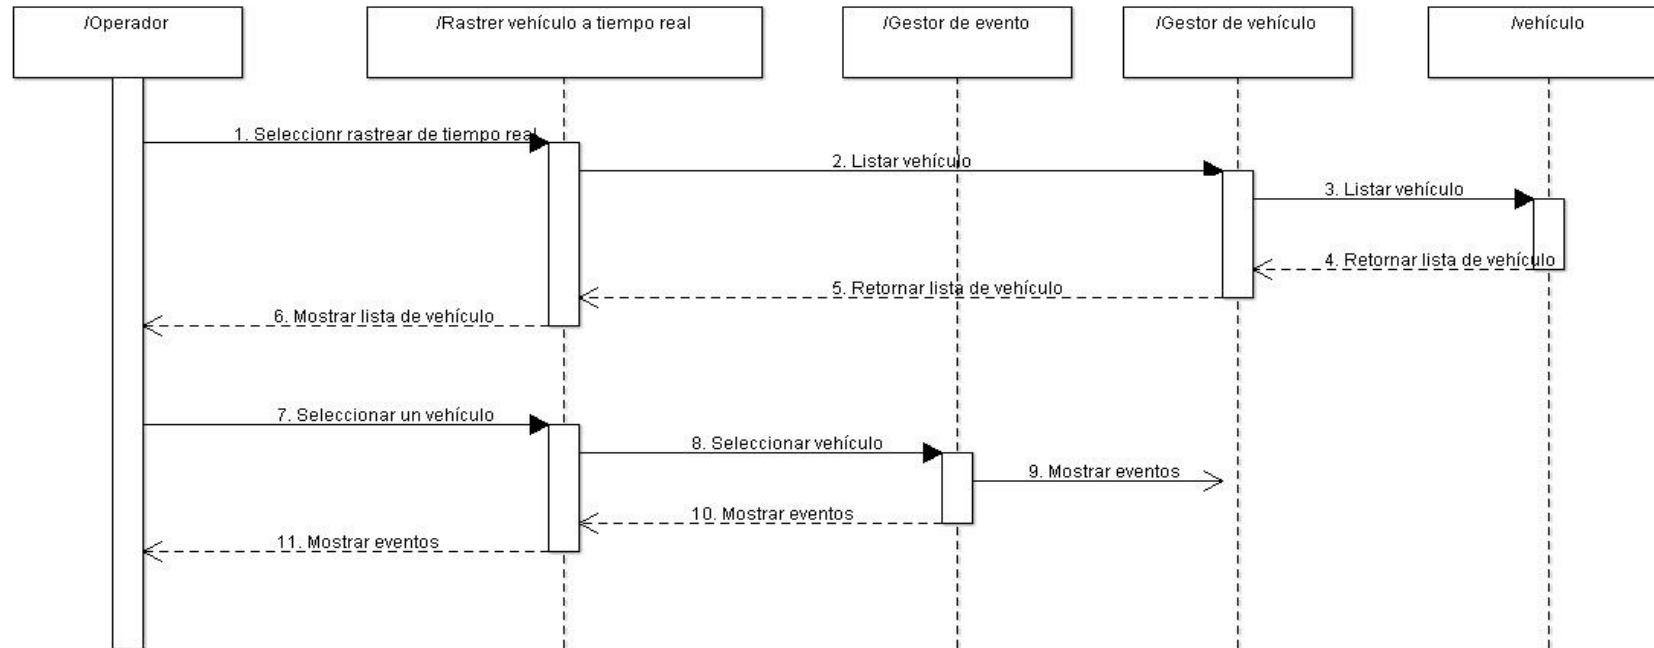 /Operador
/Rastrer vehículo a tiempo real
/Gestor de evento
/Gestor de vehículo
/vehículo
1. Seleccionr rastrear de tiempo real
2. Listar vehículo
3. Listar vehículo
4. Retornar lista de vehículo
5. Retornar lista de vehículo
6. Mostrar lista de vehículo
7. Seleccionar un vehículo
8. Seleccionar vehículo
9. Mostrar eventos
10. Mostrar eventos
11. Mostrar eventos